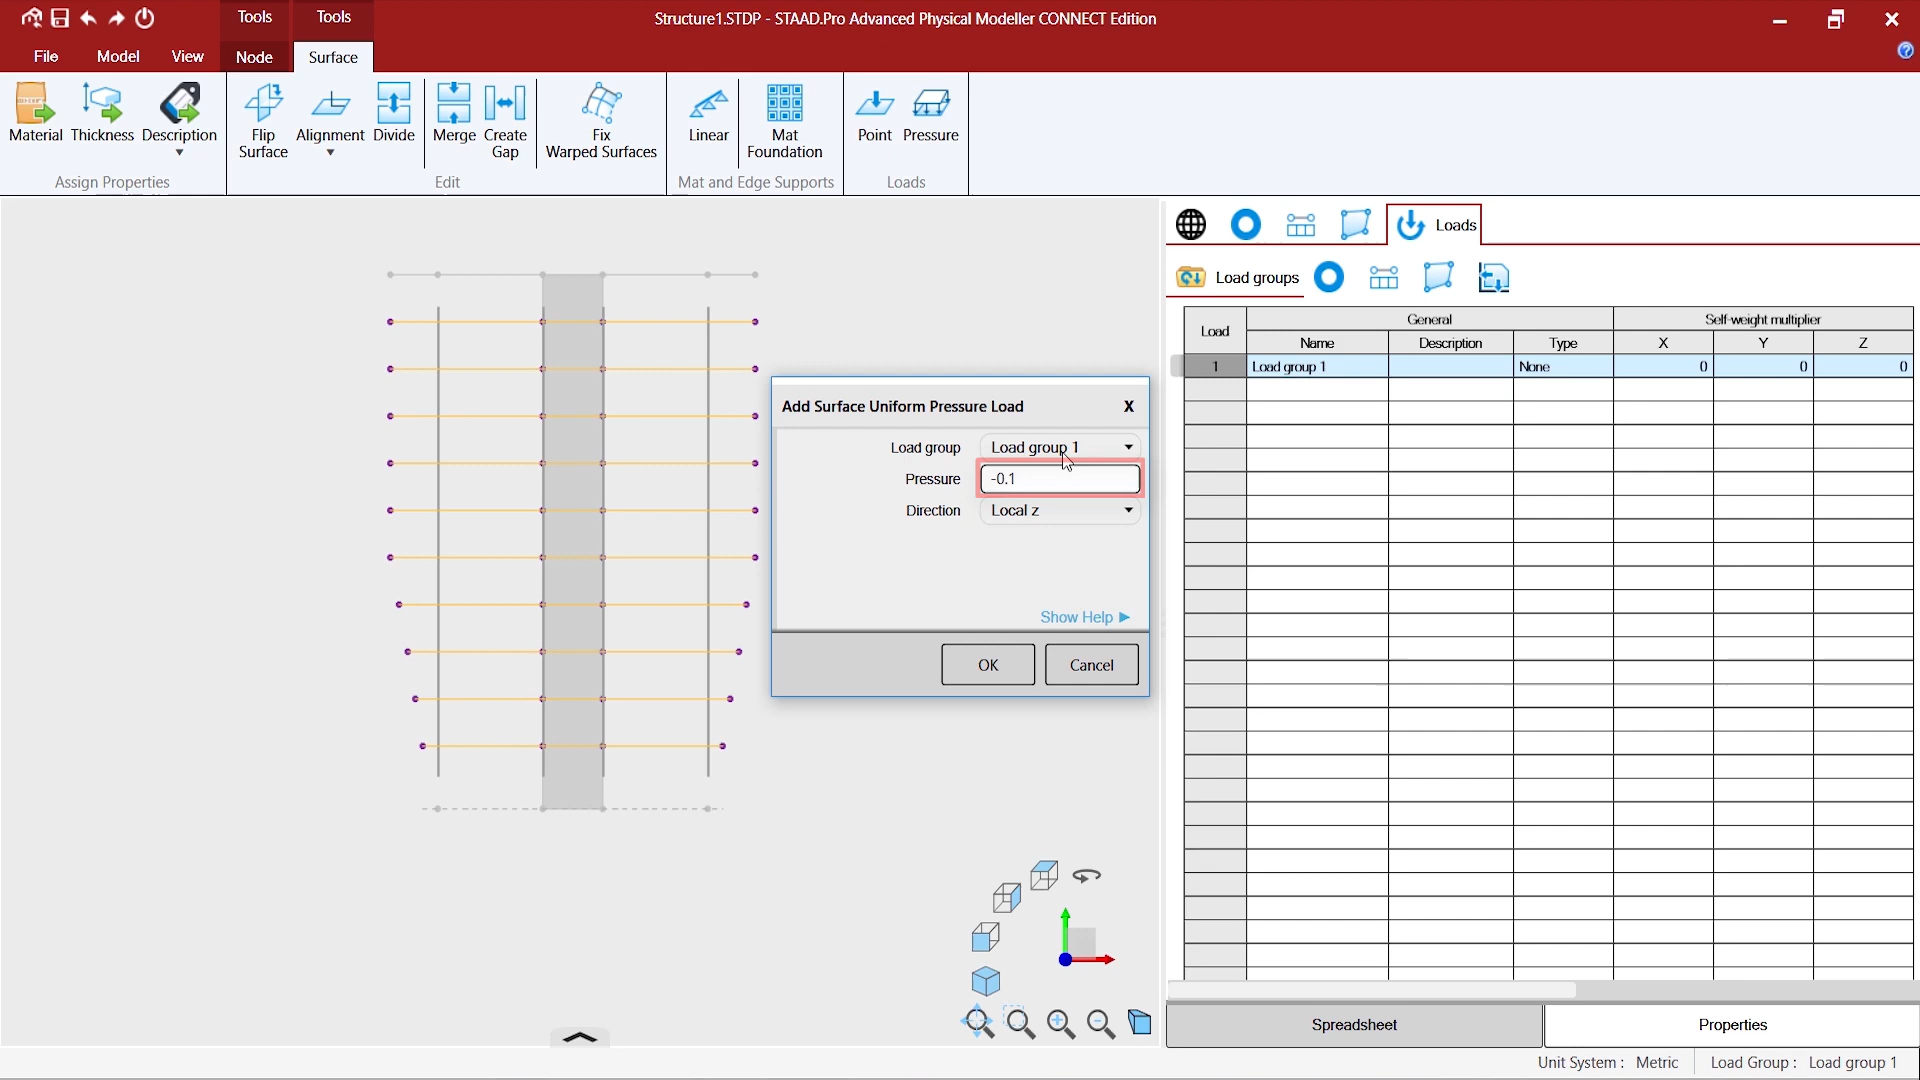 Tools
Tools
Structure1.STDP - STAAD.Pro Advanced Physical Modeller CONNECT Edition
File
Model
View
Node
Surface
Material
Thickness
Description
Flip
Surface
Alignment
Divide
Merge
Create
Gap
Fix
Warped Surfaces
Linear
Mat
Foundation
Point
Pressure
Assign Properties
Edit
Mat and Edge Supports
Loads
Loads
Load groups
Load
General
Self-weight multiplier
Name
Description
Type
X
Y
Z
1
Load group 1
None
0
0
0
Add Surface Uniform Pressure Load
X
Load group
Load group 1
Pressure
-0.1
Direction
Local z
Show Help
OK
Cancel
Spreadsheet
Properties
Unit System : Metric
Load Group : Load group 1